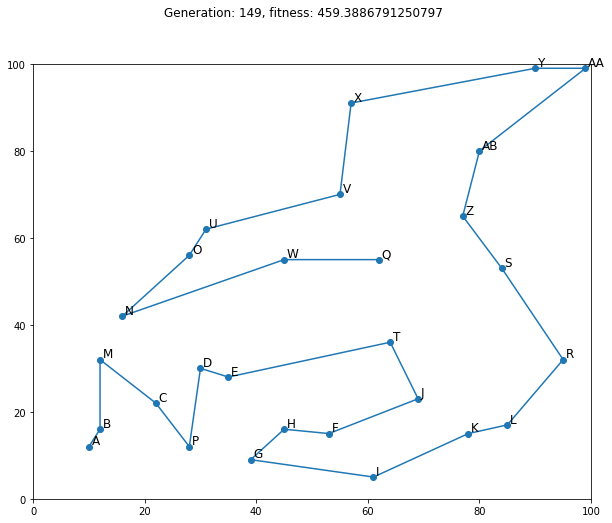 Generation: 149, fitness: 459.3886791250797
100
Y
AA
X
80
AB
V
Z
U
60
O
W
Q
S
40
N
T
M
R
D
E
20
C
J
B
H
F
L
K
A
P
G
I
0
0
20
40
60
80
100